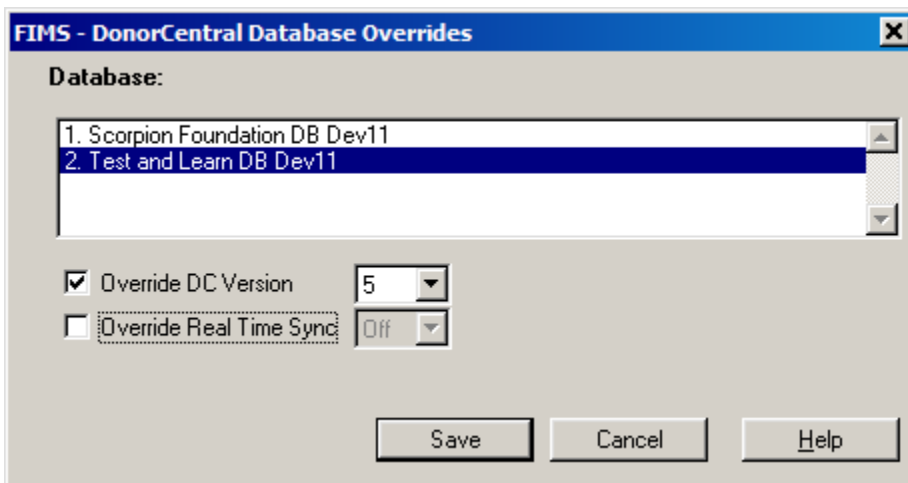 FIMS - DonorCentral Database Overrides
Database:
1. Scorpion Foundation DB Dev11
2. Test and Learn DB Dev11
Override DC Version 5
Override Real Time Sync Off
Save Cancel Help